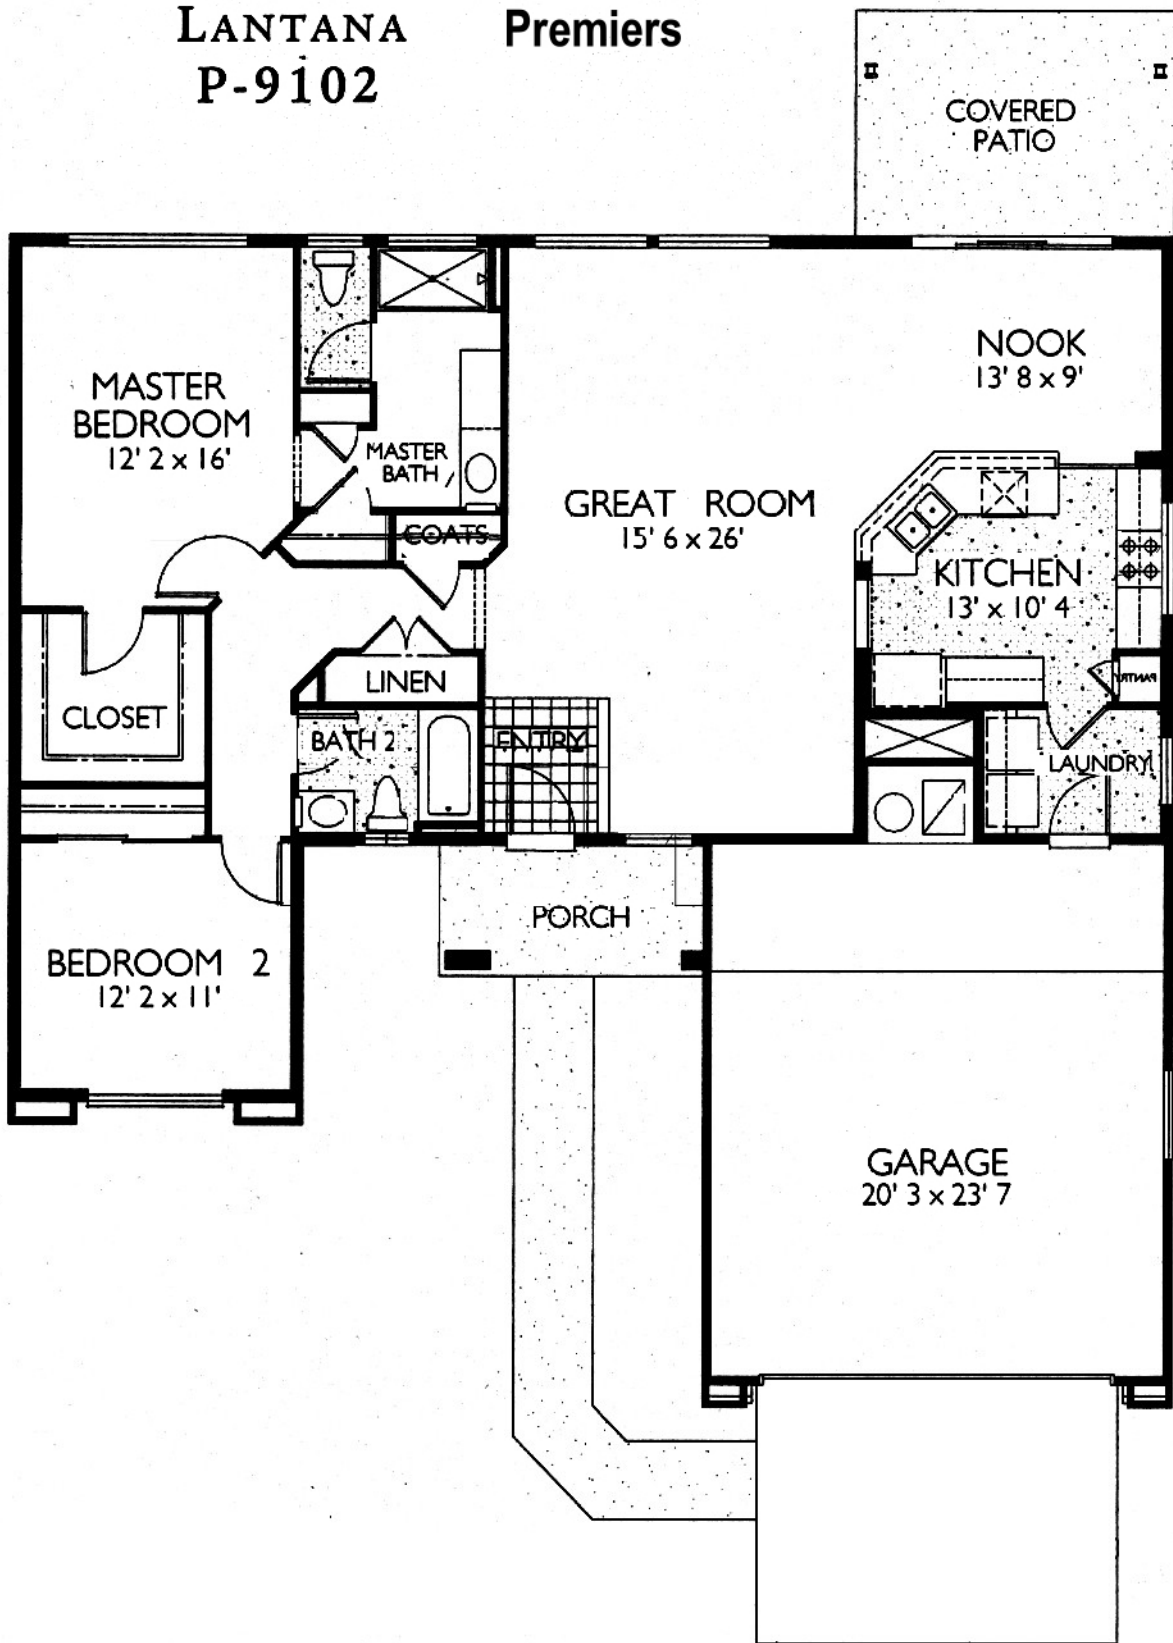 LANTANA
Premiers
P-9102
COVERED
PATIO
NOOK
13' 8 x 9'
MASTER
BEDROOM
12' 2 x 16'
MASTER
BATH
GREAT ROOM
15' 6 x 26'
COATS
KITCHEN
13' x 10' 4
PANTRY
LINEN
CLOSET
BATH 2
ENTRY
LAUNDRY
PORCH
BEDROOM 2
12' 2 x 11'
GARAGE
20' 3 x 23' 7